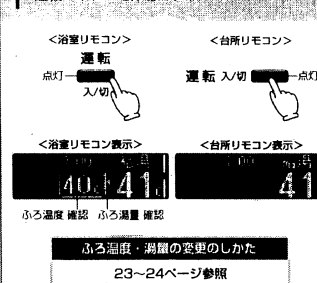 <浴室リモコン>
運転
点灯
入/切
<台所リモコン>
運転 入/切
点灯
<浴室リモコン表示>
40 41
ふろ温度 確認 ふろ湯量 確認
<台所リモコン表示>
41
ふろ温度・湯量の変更のしかた
23~24ページ参照